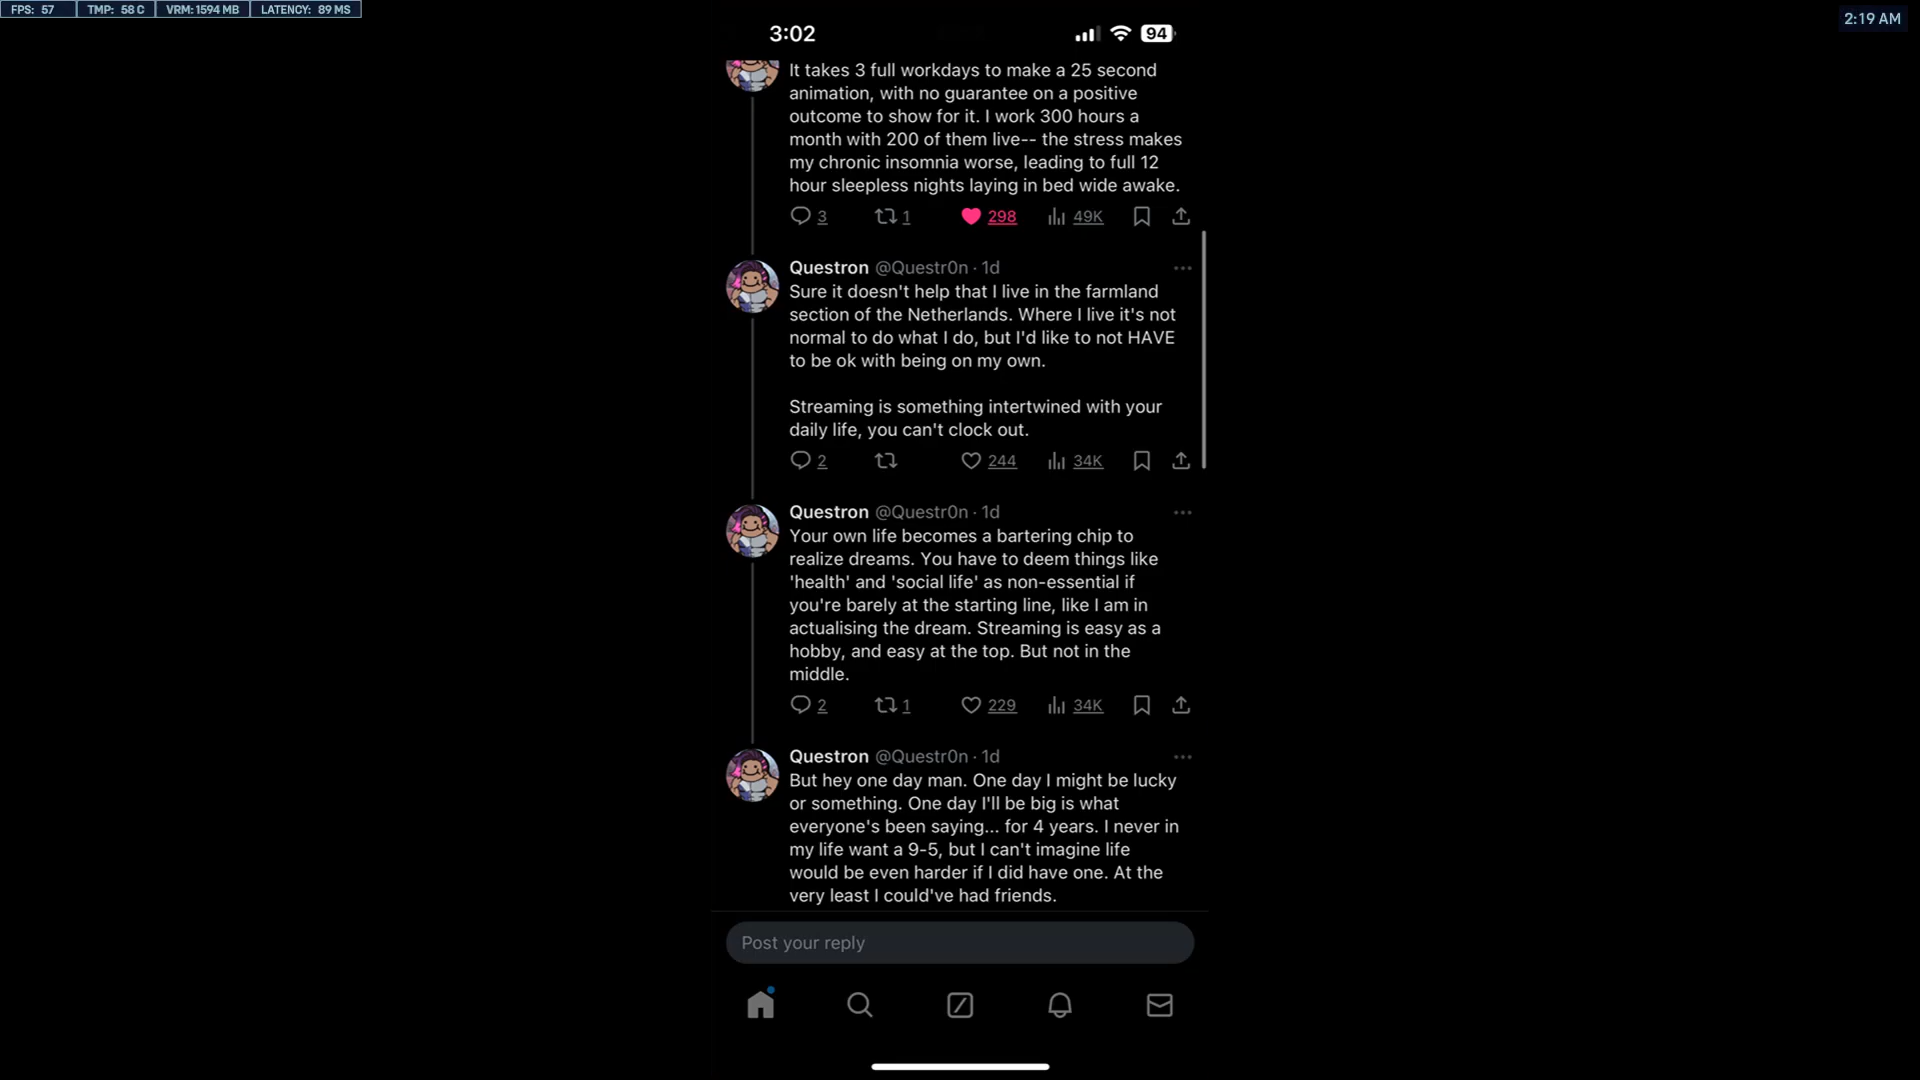 FPS: 57 TMP: 58 C VRM: 1594 MB LATENCY: 89 MS
2:19 AM
3:02
94
It takes 3 full workdays to make a 25 second
animation, with no guarantee on a positive
outcome to show for it. I work 300 hours a
month with 200 of them live-- the stress makes
my chronic insomnia worse, leading to full 12
hour sleepless nights laying in bed wide awake.
3 1 298 49K
Questron @Questr0n · 1d
Sure it doesn't help that I live in the farmland
section of the Netherlands. Where I live it's not
normal to do what I do, but I'd like to not HAVE
to be ok with being on my own.
Streaming is something intertwined with your
daily life, you can't clock out.
2 244 34K
Questron @Questr0n · 1d
Your own life becomes a bartering chip to
realize dreams. You have to deem things like
'health' and 'social life' as non-essential if
you're barely at the starting line, like I am in
actualising the dream. Streaming is easy as a
hobby, and easy at the top. But not in the
middle.
2 1 229 34K
Questron @Questr0n · 1d
But hey one day man. One day I might be lucky
or something. One day I'll be big is what
everyone's been saying... for 4 years. I never in
my life want a 9-5, but I can't imagine life
would be even harder if I did have one. At the
very least I could've had friends.
Post your reply